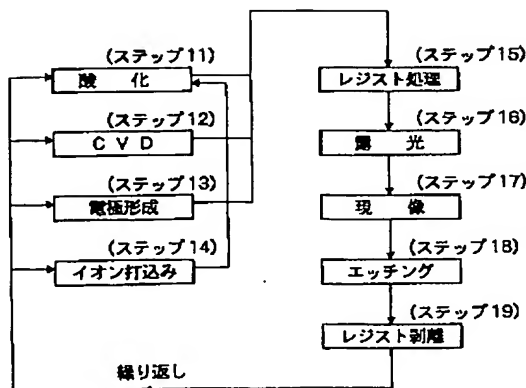 (ステップ11)
酸 化
(ステップ12)
C V D
(ステップ13)
電極形成
(ステップ14)
イオン打込み
(ステップ15)
レジスト処理
(ステップ16)
露 光
(ステップ17)
現 像
(ステップ18)
エッチング
(ステップ19)
レジスト剥離
繰り返し